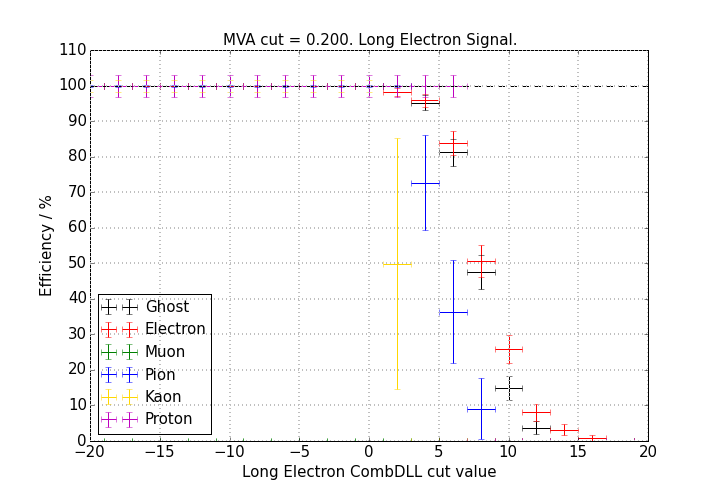 MVA cut = 0.200. Long Electron Signal.
Efficiency / %
110
100
90
80
70
60
50
40
30
20
10
0
Ghost
Electron
Muon
Pion
Kaon
Proton
−20 −15 −10 −5 0 5 10 15 20
Long Electron CombDLL cut value